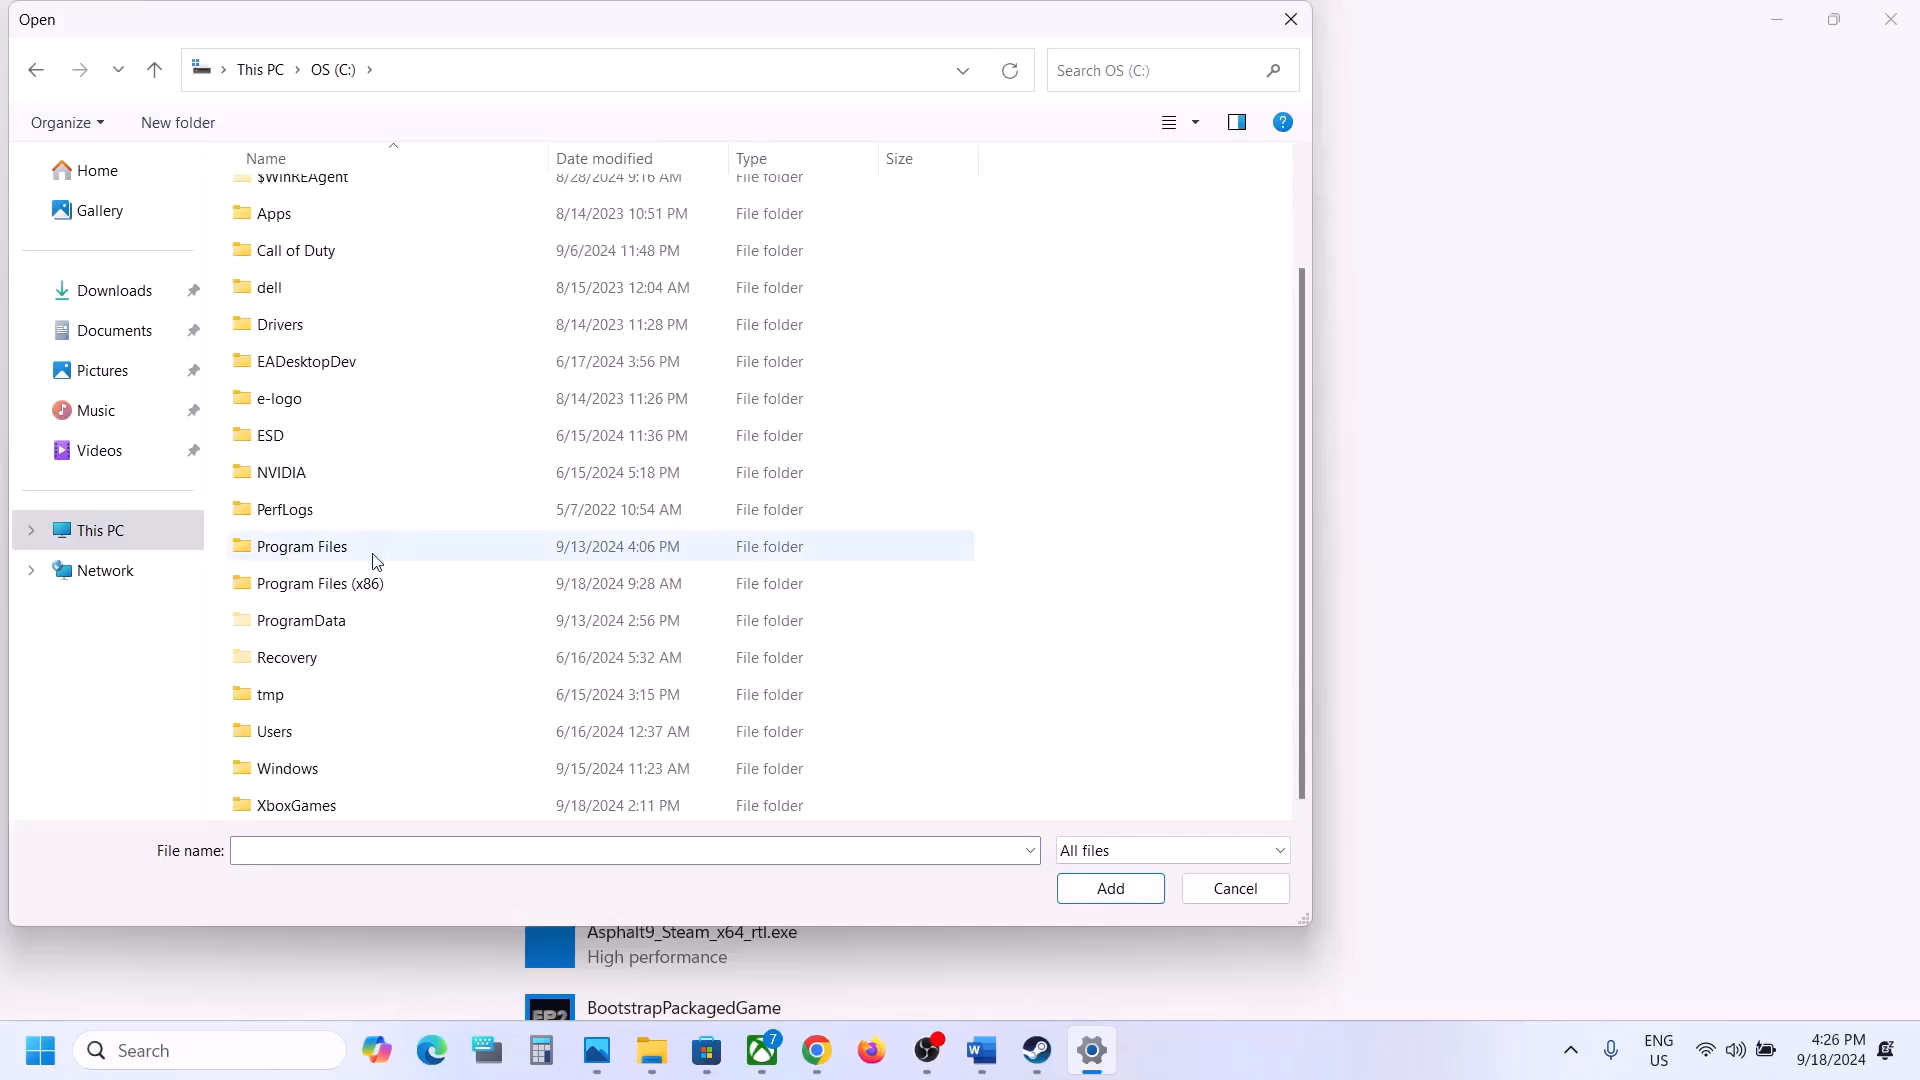 Open
This PC > OS (C:) >
Search OS (C:)
Organize
New folder
Name Date modified Type Size
Home
Gallery
Downloads
Documents
Pictures
Music
Videos
This PC
Network
$WinREAgent 8/28/2024 9:16 AM File folder
Apps 8/14/2023 10:51 PM File folder
Call of Duty 9/6/2024 11:48 PM File folder
dell 8/15/2023 12:04 AM File folder
Drivers 8/14/2023 11:28 PM File folder
EADesktopDev 6/17/2024 3:56 PM File folder
e-logo 8/14/2023 11:26 PM File folder
ESD 6/15/2024 11:36 PM File folder
NVIDIA 6/15/2024 5:18 PM File folder
PerfLogs 5/7/2022 10:54 AM File folder
Program Files 9/13/2024 4:06 PM File folder
Program Files (x86) 9/18/2024 9:28 AM File folder
ProgramData 9/13/2024 2:56 PM File folder
Recovery 6/16/2024 5:32 AM File folder
tmp 6/15/2024 3:15 PM File folder
Users 6/16/2024 12:37 AM File folder
Windows 9/15/2024 11:23 AM File folder
XboxGames 9/18/2024 2:11 PM File folder
File name:
All files
Add
Cancel
Asphalt9_Steam_x64_rtl.exe
High performance
BootstrapPackagedGame
Search
7
ENG
US
4:26 PM
9/18/2024